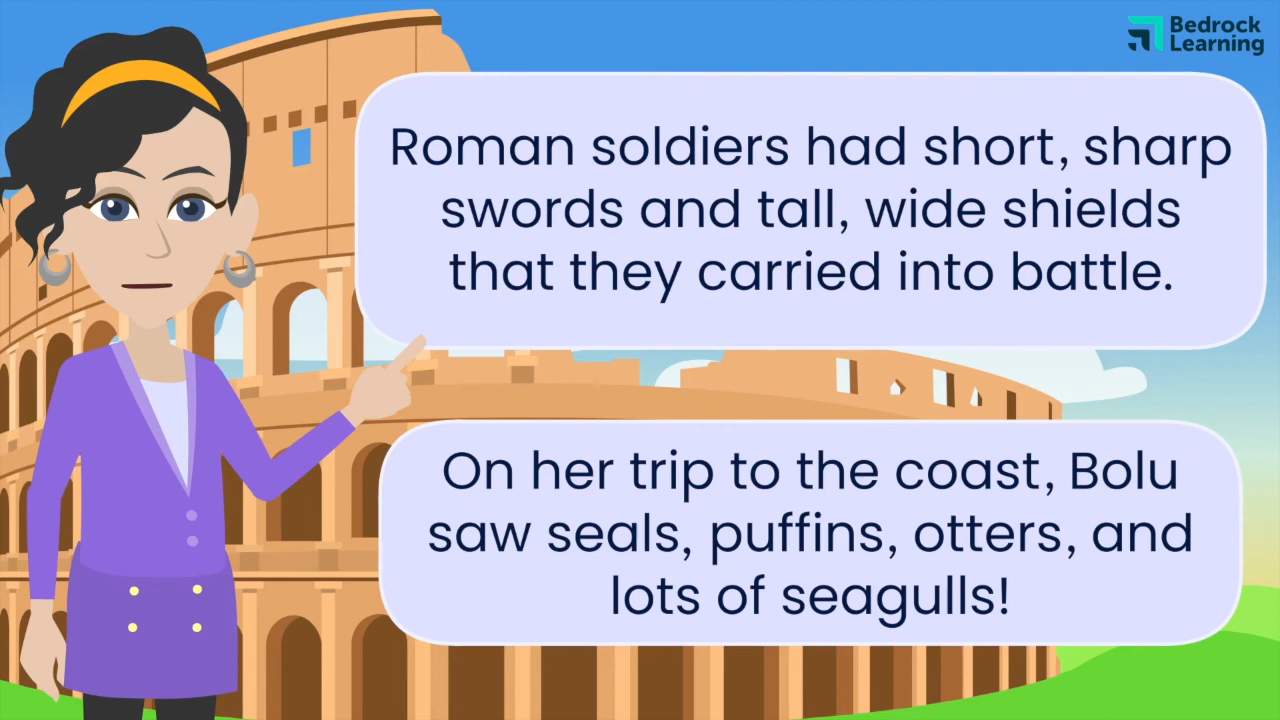 Bedrock
Learning
Roman soldiers had short, sharp
swords and tall, wide shields
that they carried into battle.
On her trip to the coast, Bolu
saw seals, puffins, otters, and
lots of seagulls!